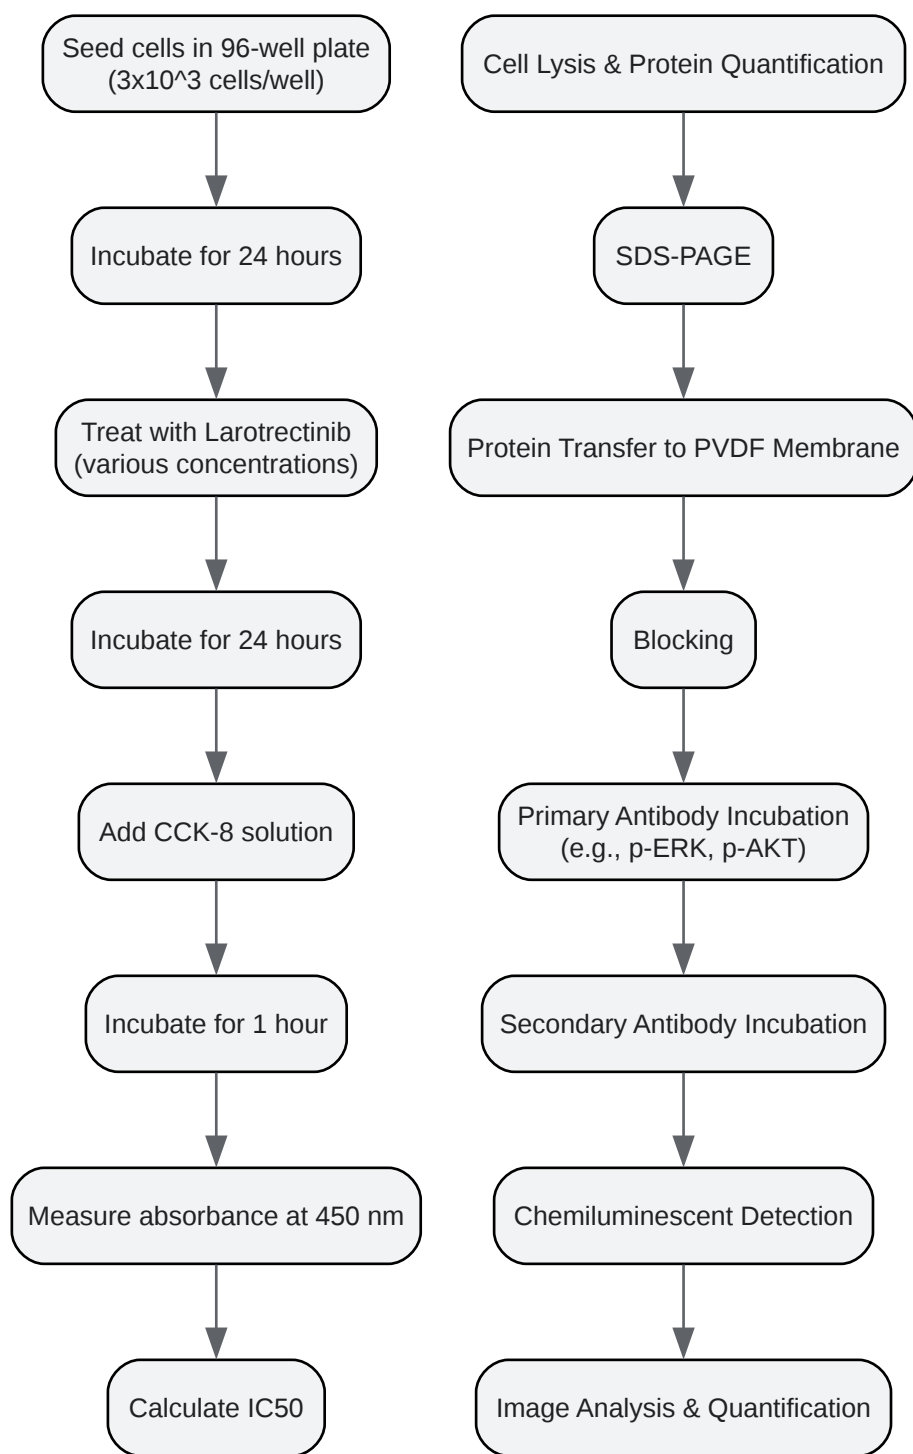 Seed cells in 96-well plate
(3x10^3 cells/well)
Incubate for 24 hours
Treat with Larotrectinib
(various concentrations)
Incubate for 24 hours
Add CCK-8 solution
Incubate for 1 hour
Measure absorbance at 450 nm
Calculate IC50
Cell Lysis & Protein Quantification
SDS-PAGE
Protein Transfer to PVDF Membrane
Blocking
Primary Antibody Incubation
(e.g., p-ERK, p-AKT)
Secondary Antibody Incubation
Chemiluminescent Detection
Image Analysis & Quantification